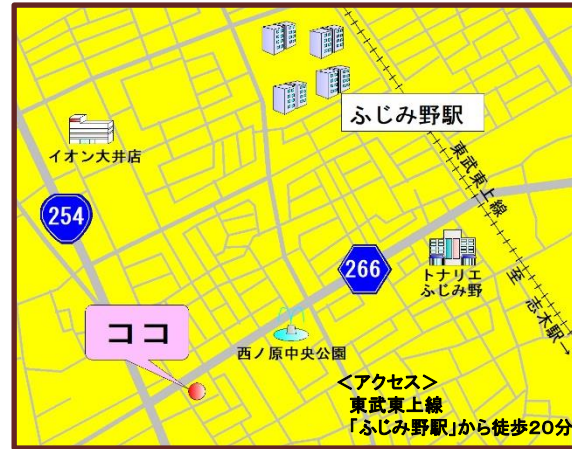 ふじみ野駅
イオン大井店
東武東上線
至 志木駅→
254
266
トナリエ
ふじみ野
ココ
西ノ原中央公園
＜アクセス＞
東武東上線
「ふじみ野駅」から徒歩20分